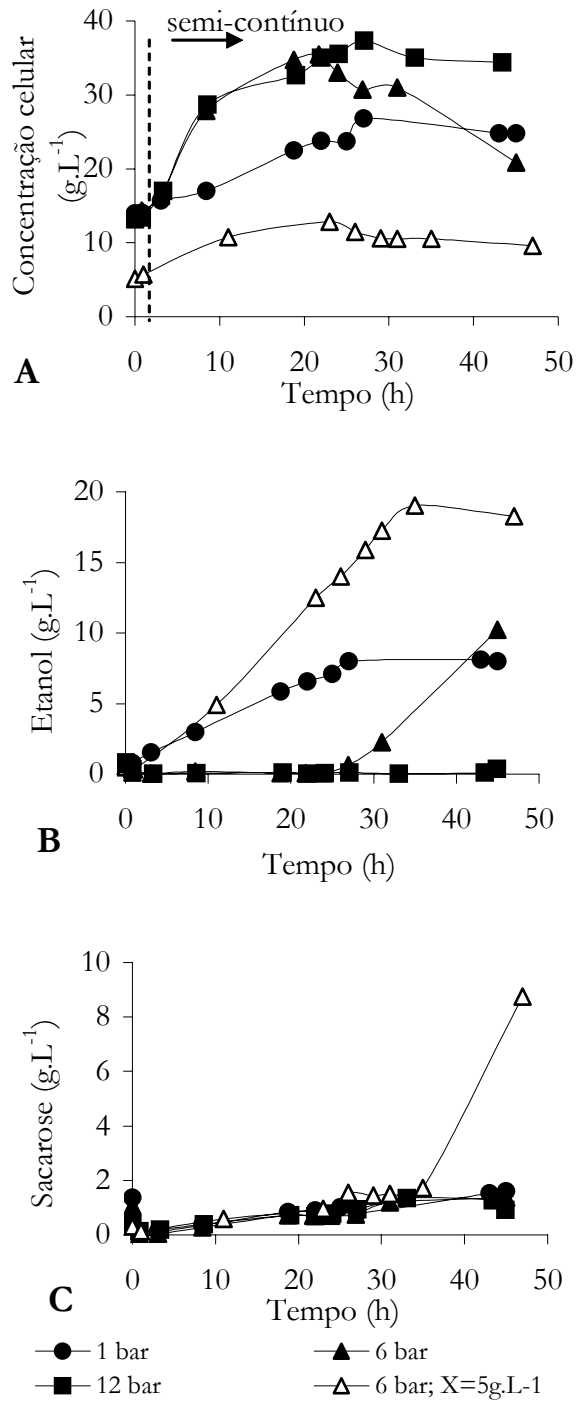 semi-contínuo
Concentração celular
(g.L⁻¹)
40
30
20
10
0
0 10 20 30 40 50
Tempo (h)
A
Etanol (g.L⁻¹)
20
15
10
5
0
0 10 20 30 40 50
Tempo (h)
B
Sacarose (g.L⁻¹)
10
8
6
4
2
0
0 10 20 30 40 50
Tempo (h)
C
1 bar 6 bar
12 bar 6 bar; X=5g.L-1